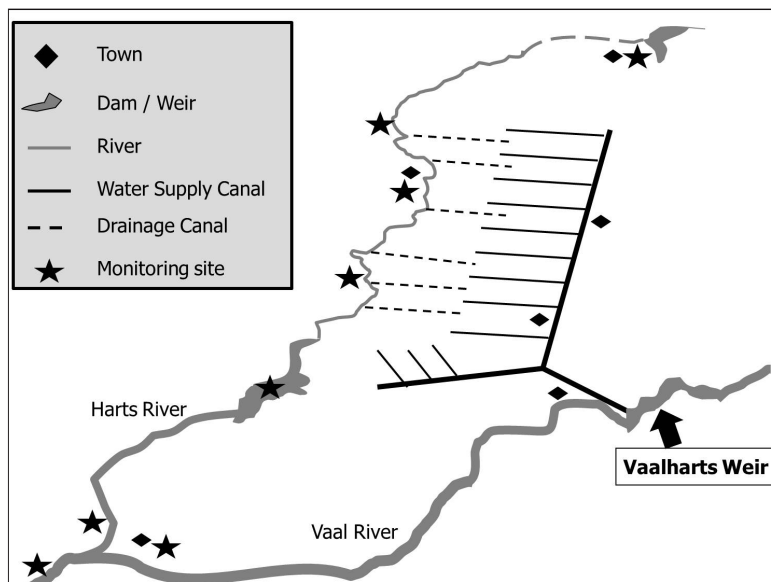 Town
Dam / Weir
River
Water Supply Canal
Drainage Canal
Monitoring site
Harts River
Vaalharts Weir
Vaal River